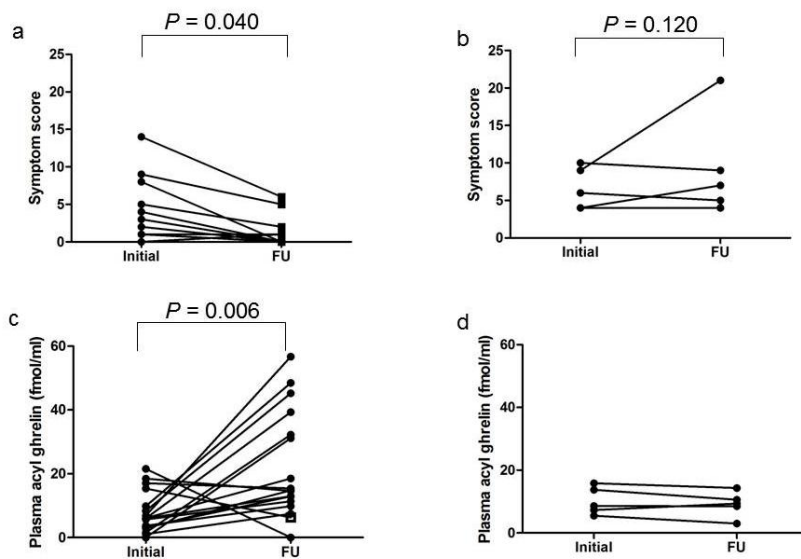 a
P = 0.040
Symptom score
25
20
15
10
5
0
Initial
FU
b
P = 0.120
Symptom score
25
20
15
10
5
0
Initial
FU
c
P = 0.006
Plasma acyl ghrelin (fmol/ml)
60
40
20
0
Initial
FU
d
Plasma acyl ghrelin (fmol/ml)
60
40
20
0
Initial
FU